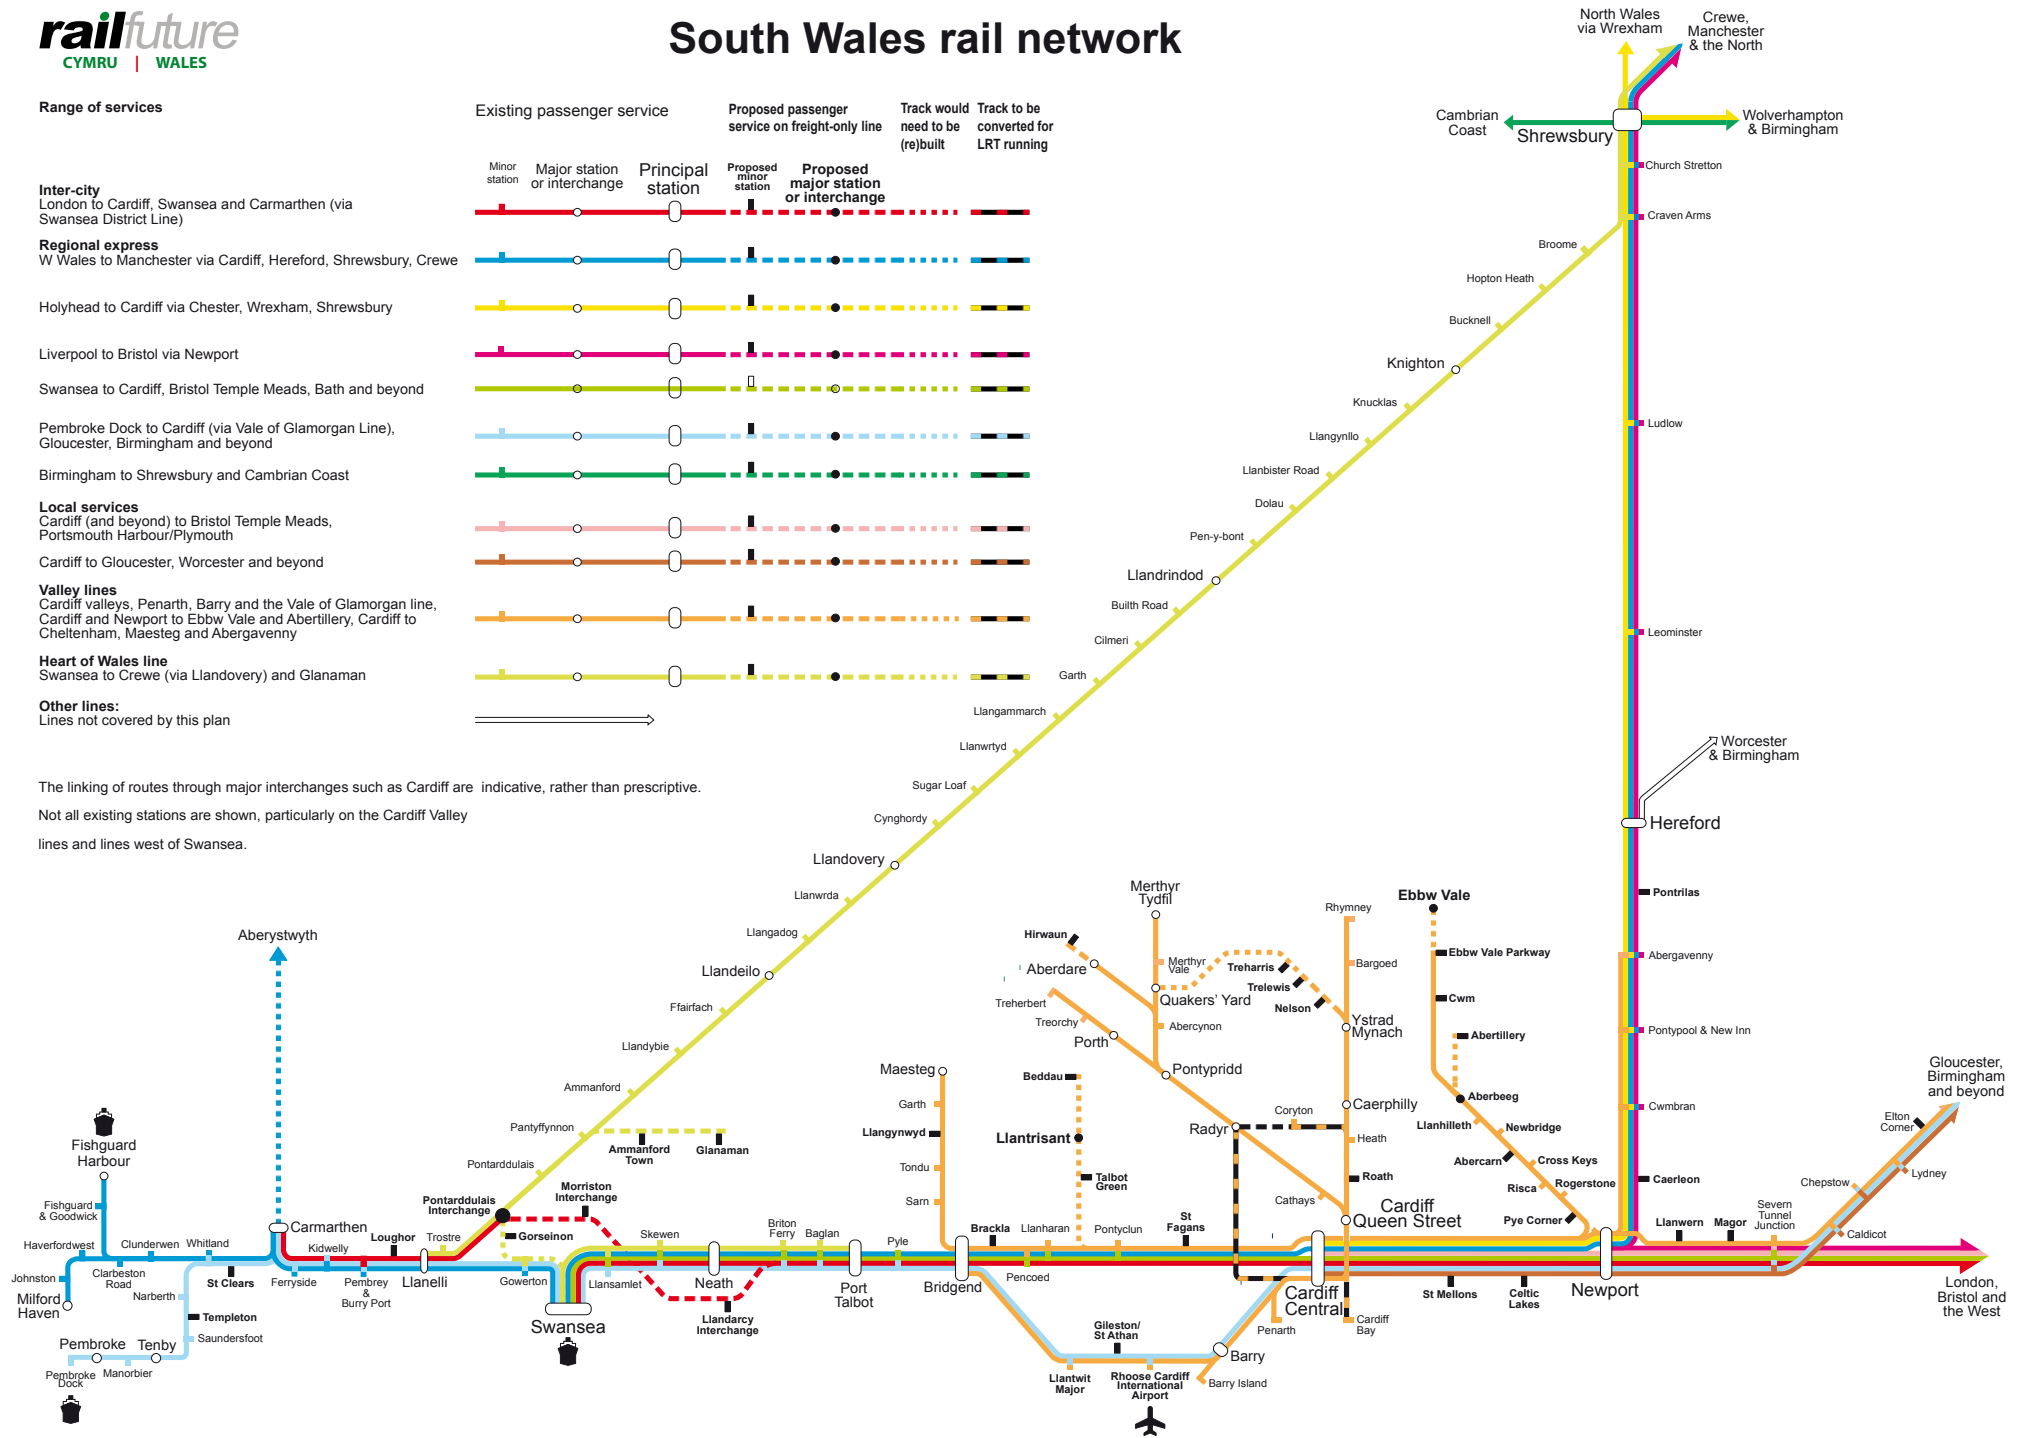 railfuture
CYMRU | WALES
South Wales rail network
Range of services
Existing passenger service
Proposed passenger
service on freight-only line
Track would
need to be
(re)built
Track to be
converted for
LRT running
Minor
station
Major station
or interchange
Principal
station
Proposed
minor
station
Proposed
major station
or interchange
Inter-city
London to Cardiff, Swansea and Carmarthen (via
Swansea District Line)
Regional express
W Wales to Manchester via Cardiff, Hereford, Shrewsbury, Crewe
Holyhead to Cardiff via Chester, Wrexham, Shrewsbury
Liverpool to Bristol via Newport
Swansea to Cardiff, Bristol Temple Meads, Bath and beyond
Pembroke Dock to Cardiff (via Vale of Glamorgan Line),
Gloucester, Birmingham and beyond
Birmingham to Shrewsbury and Cambrian Coast
Local services
Cardiff (and beyond) to Bristol Temple Meads,
Portsmouth Harbour/Plymouth
Cardiff to Gloucester, Worcester and beyond
Valley lines
Cardiff valleys, Penarth, Barry and the Vale of Glamorgan line,
Cardiff and Newport to Ebbw Vale and Abertillery, Cardiff to
Cheltenham, Maesteg and Abergavenny
Heart of Wales line
Swansea to Crewe (via Llandovery) and Glanaman
Other lines:
Lines not covered by this plan
The linking of routes through major interchanges such as Cardiff are indicative, rather than prescriptive.
Not all existing stations are shown, particularly on the Cardiff Valley
lines and lines west of Swansea.
North Wales
via Wrexham
Crewe,
Manchester
& the North
Cambrian
Coast
Shrewsbury
Wolverhampton
& Birmingham
Church Stretton
Craven Arms
Broome
Hopton Heath
Bucknell
Knighton
Knucklas
Llangynllo
Llanbister Road
Dolau
Pen-y-bont
Llandrindod
Builth Road
Cilmeri
Garth
Llangammarch
Llanwrtyd
Sugar Loaf
Cynghordy
Llandovery
Llanwrda
Llangadog
Llandeilo
Ffairfach
Llandybie
Ammanford
Pantyffynnon
Pontarddulais
Ammanford
Town
Glanaman
Pontarddulais
Interchange
Morriston
Interchange
Gorseinon
Ludlow
Leominster
Worcester
& Birmingham
Hereford
Pontrilas
Abergavenny
Pontypool & New Inn
Cwmbran
Caerleon
Aberystwyth
Fishguard
Harbour
Fishguard
& Goodwick
Haverfordwest
Johnston
Milford
Haven
Clunderwen
Clarbeston
Road
Whitland
St Clears
Narberth
Templeton
Saundersfoot
Pembroke
Tenby
Pembroke
Dock
Manorbier
Carmarthen
Ferryside
Kidwelly
Pembrey
&
Burry Port
Loughor
Llanelli
Trostre
Gowerton
Swansea
Llansamlet
Skewen
Neath
Llandarcy
Interchange
Briton
Ferry
Baglan
Port
Talbot
Pyle
Bridgend
Maesteg
Garth
Llangynwyd
Tondu
Sarn
Brackla
Pencoed
Llanharan
Pontyclun
St
Fagans
Beddau
Llantrisant
Talbot
Green
Hirwaun
Aberdare
Treherbert
Treorchy
Porth
Merthyr
Tydfil
Merthyr
Vale
Quakers' Yard
Abercynon
Pontypridd
Treharris
Trelewis
Nelson
Radyr
Coryton
Cathays
Rhymney
Bargoed
Ystrad
Mynach
Caerphilly
Heath
Roath
Cardiff
Queen Street
Cardiff
Central
Cardiff
Bay
Penarth
Barry
Barry Island
Gileston/
St Athan
Llantwit
Major
Rhoose Cardiff
International
Airport
Ebbw Vale
Ebbw Vale Parkway
Cwm
Abertillery
Aberbeeg
Llanhilleth
Newbridge
Abercarn
Cross Keys
Risca
Rogerstone
Pye Corner
St Mellons
Celtic
Lakes
Newport
Llanwern
Magor
Severn
Tunnel
Junction
Caldicot
Chepstow
Lydney
Elton
Corner
Gloucester,
Birmingham
and beyond
London,
Bristol and
the West